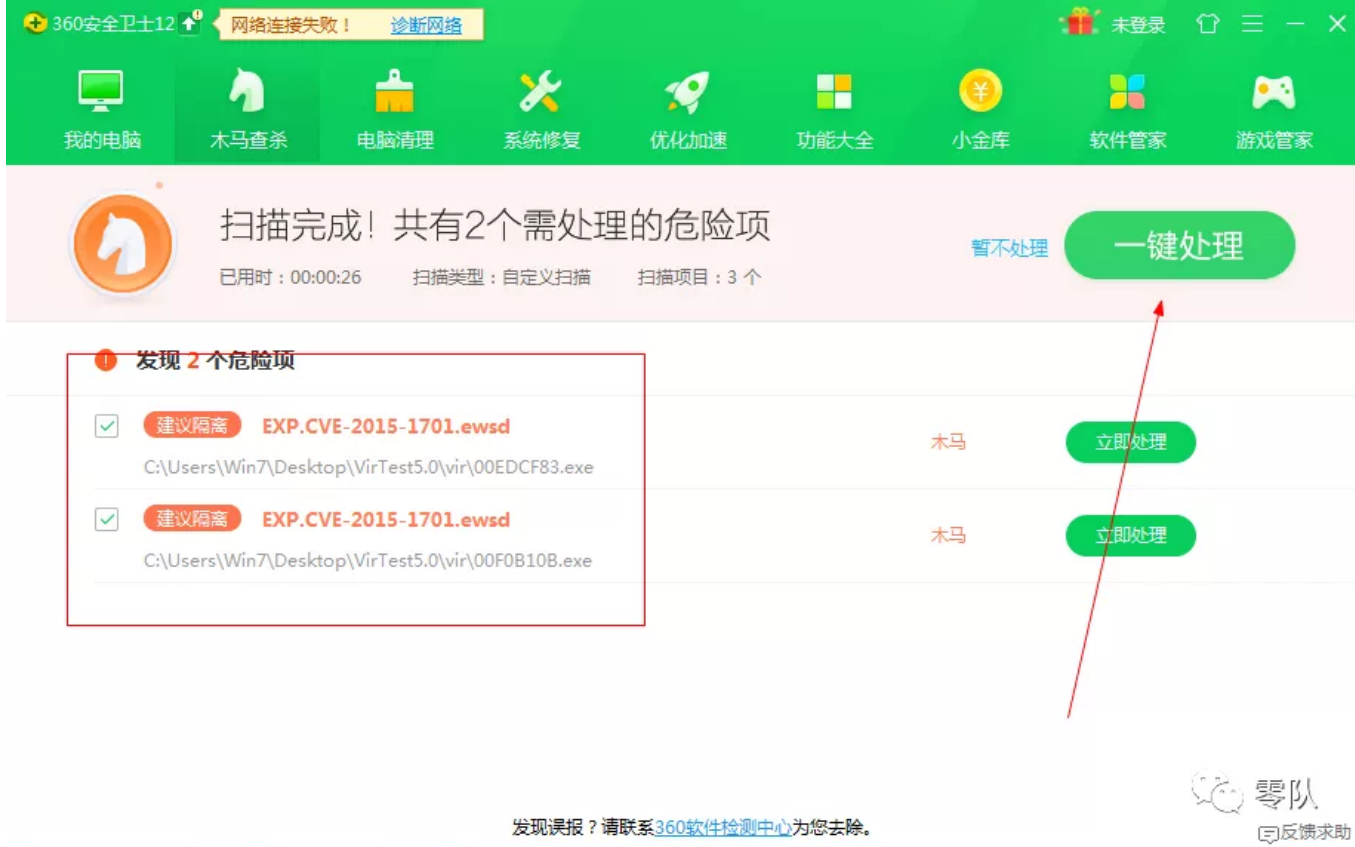 360安全卫士12 网络连接失败！ 诊断网络 未登录
我的电脑 木马查杀 电脑清理 系统修复 优化加速 功能大全 小金库 软件管家 游戏管家
扫描完成！共有2个需处理的危险项
暂不处理 一键处理
已用时：00:00:26 扫描类型：自定义扫描 扫描项目：3 个
发现 2 个危险项
建议隔离 EXP.CVE-2015-1701.ewsd
木马 立即处理
C:\Users\Win7\Desktop\VirTest5.0\vir\00EDCF83.exe
建议隔离 EXP.CVE-2015-1701.ewsd
木马 立即处理
C:\Users\Win7\Desktop\VirTest5.0\vir\00F0B10B.exe
零队
发现误报？请联系360软件检测中心为您去除。
反馈求助